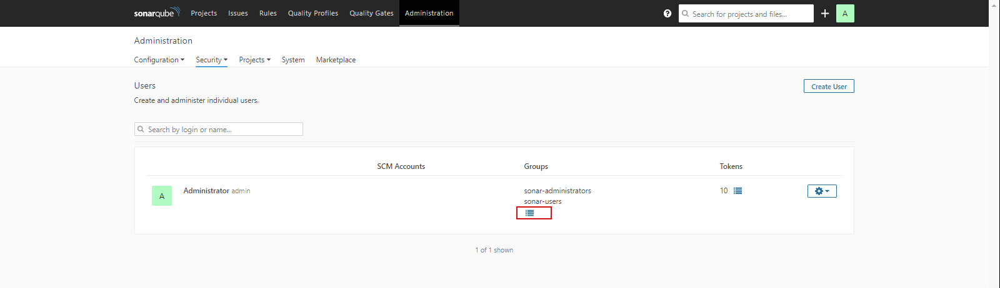 sonarqube Projects Issues Rules Quality Profiles Quality Gates Administration ? Search for projects and files... A
Administration
Configuration Security Projects System Marketplace
Users Create User
Create and administer individual users.
Search by login or name...
SCM Accounts Groups Tokens
A Administrator admin sonar-administrators 10
sonar-users
1 of 1 shown